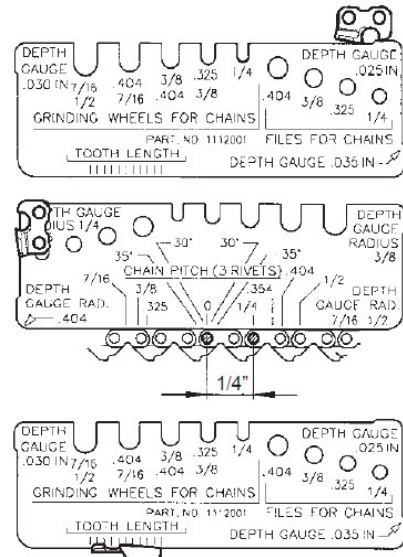 DEPTH GAUGE .030 IN
7/16 .404 3/8 .325 1/4
1/2 7/16 .404 3/8
GRINDING WHEELS FOR CHAINS
PART. NO 1112001
TOOTH LENGTH
DEPTH GAUGE .025 IN
.404 3/8 .325 1/4
FILES FOR CHAINS
DEPTH GAUGE .035 IN
TH GAUGE
DIUS 1/4
DEPTH GAUGE RADIUS 3/8
35° 30° 30° 35°
CHAIN PITCH (3 RIVETS) .404
7/16 3/8 .325 0 1/4 .354 1/2
DEPTH GAUGE RAD. .404
DEPTH GAUGE RAD. 7/16 1/2
1/4"
DEPTH GAUGE .030 IN
7/16 .404 3/8 .325 1/4
1/2 7/16 .404 3/8
GRINDING WHEELS FOR CHAINS
PART. NO 1112001
TOOTH LENGTH
DEPTH GAUGE .025 IN
.404 3/8 .325 1/4
FILES FOR CHAINS
DEPTH GAUGE .035 IN